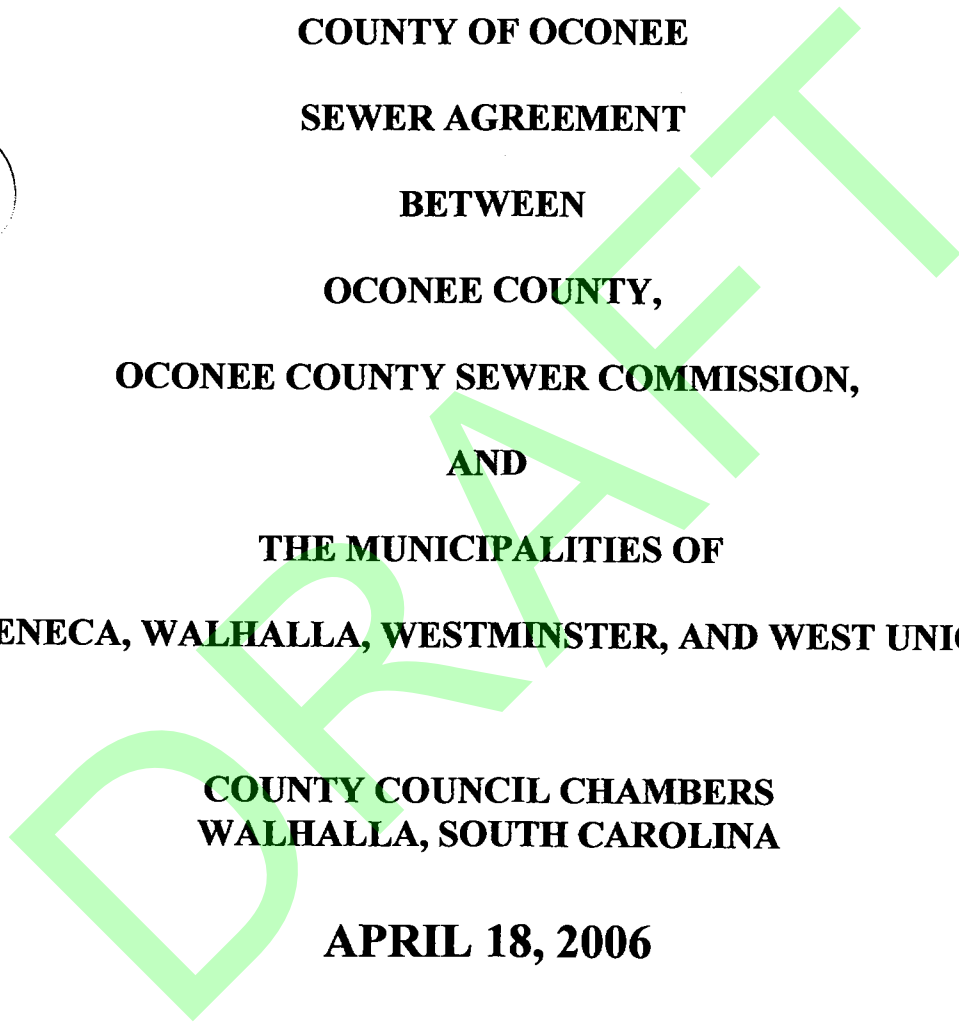 COUNTY OF OCONEE
SEWER AGREEMENT
BETWEEN
OCONEE COUNTY,
OCONEE COUNTY SEWER COMMISSION,
AND
THE MUNICIPALITIES OF
ENECA, WALHALLA, WESTMINSTER, AND WEST UNI
COUNTY COUNCIL CHAMBERS
WALHALLA, SOUTH CAROLINA
APRIL 18, 2006
DRAFT